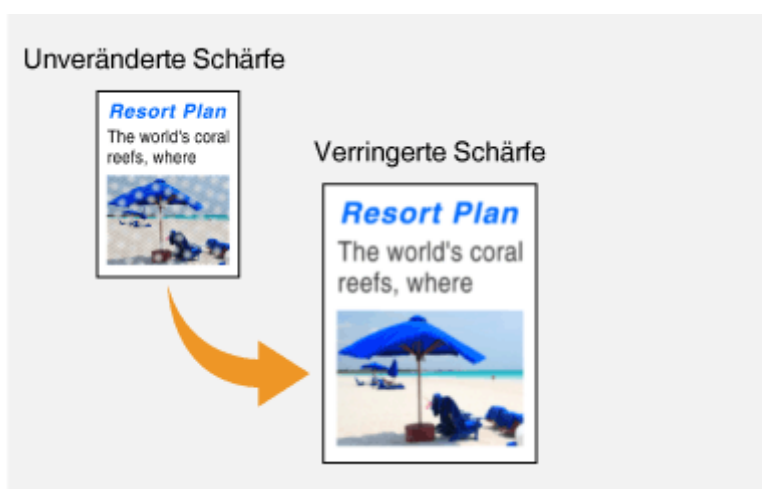 Unveränderte Schärfe
Resort Plan
The world's coral
reefs, where
Verringerte Schärfe
Resort Plan
The world's coral
reefs, where